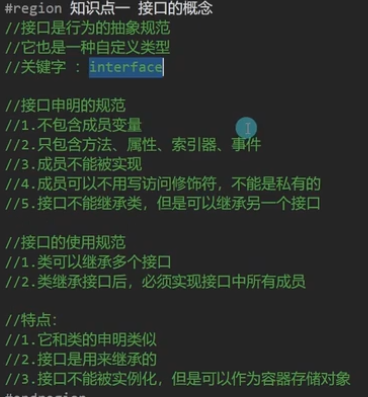 #region 知识点一 接口的概念
//接口是行为的抽象规范
//它也是一种自定义类型
//关键字 : interface
//接口申明的规范
//1.不包含成员变量
//2.只包含方法、属性、索引器、事件
//3.成员不能被实现
//4.成员可以不用写访问修饰符，不能是私有的
//5.接口不能继承类，但是可以继承另一个接口
//接口的使用规范
//1.类可以继承多个接口
//2.类继承接口后，必须实现接口中所有成员
//特点:
//1.它和类的申明类似
//2.接口是用来继承的
//3.接口不能被实例化，但是可以作为容器存储对象